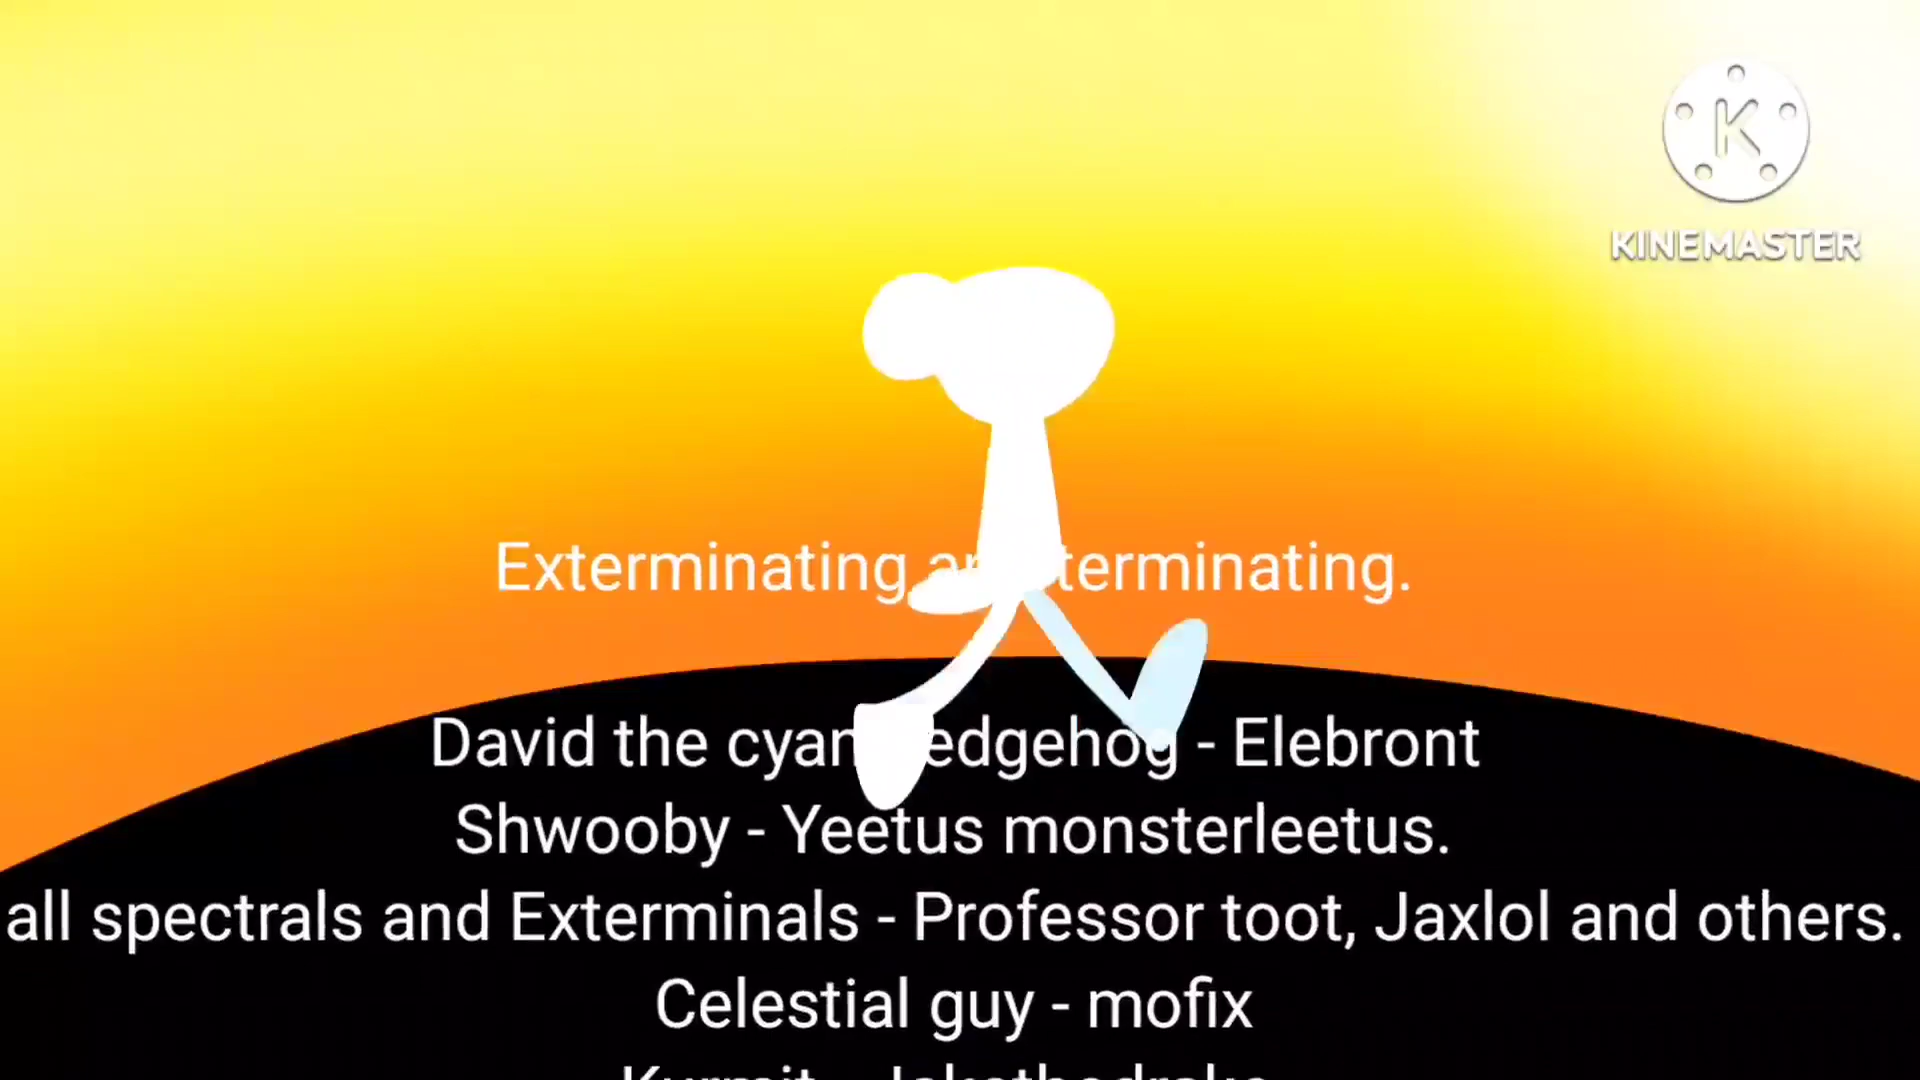 K
KINEMASTER
Exterminating an terminating.
David the cyan edgehog - Elebront
Shwooby - Yeetus monsterleetus.
all spectrals and Exterminals - Professor toot, Jaxlol and others.
Celestial guy - mofix